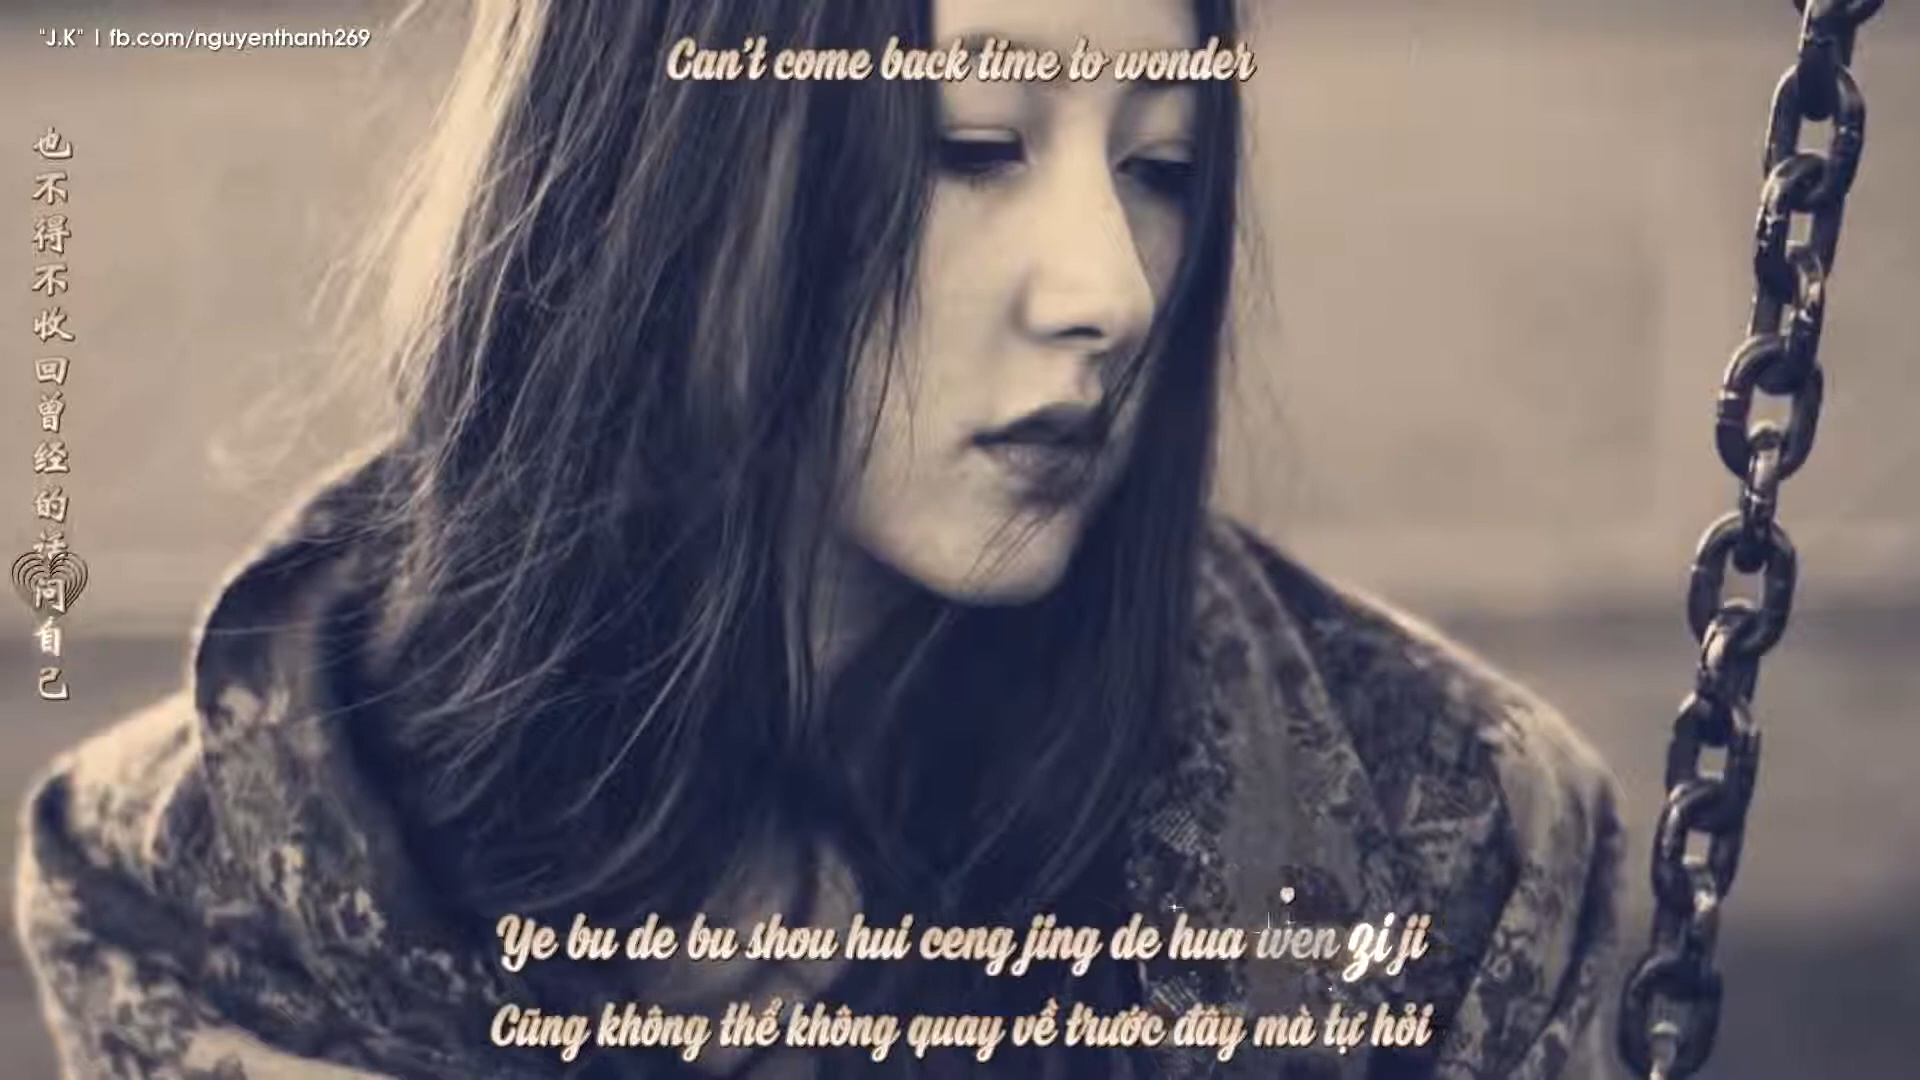 "J.K" | fb.com/nguyenthanh269
Can't come back time to wonder
也不得不收回曾经的话问自己
Ye bu de bu shou hui ceng jing de hua wen zi ji
Cũng không thể không quay về trước đây mà tự hỏi